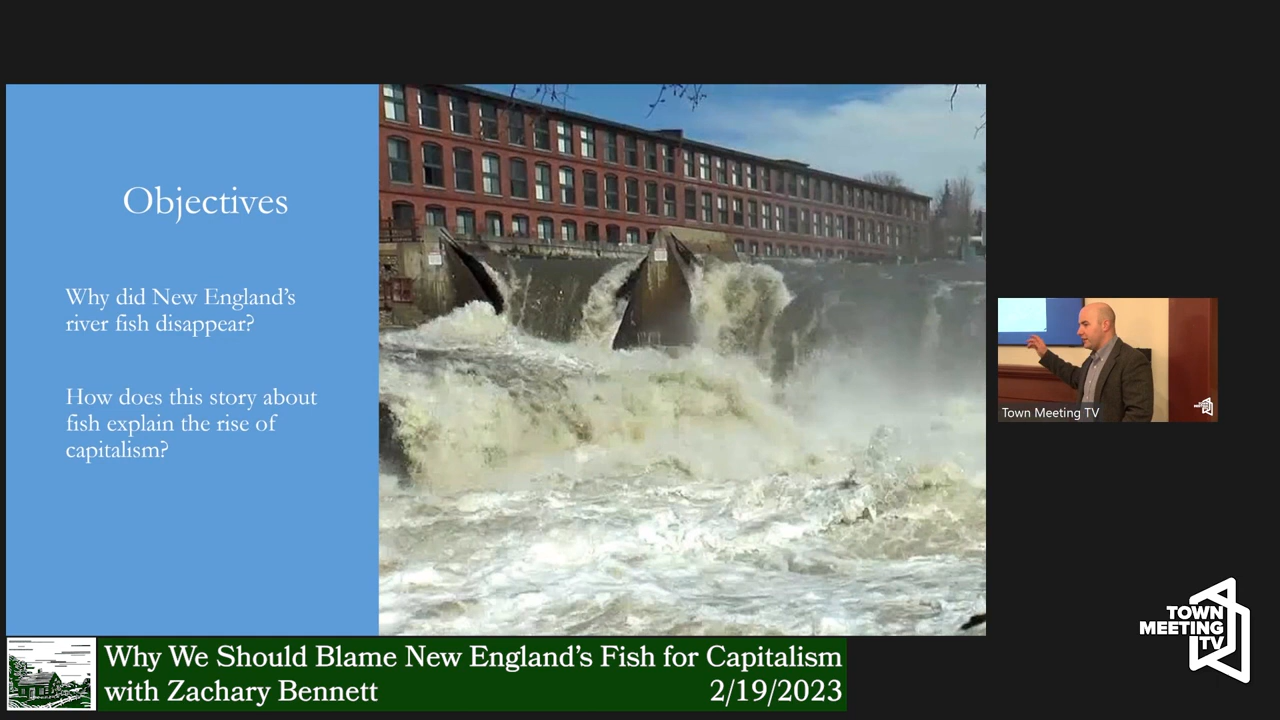 Objectives
Why did New England's
river fish disappear?
How does this story about
fish explain the rise of
capitalism?
Town Meeting TV
TOWN
MEETING
TV
Why We Should Blame New England's Fish for Capitalism
with Zachary Bennett 2/19/2023